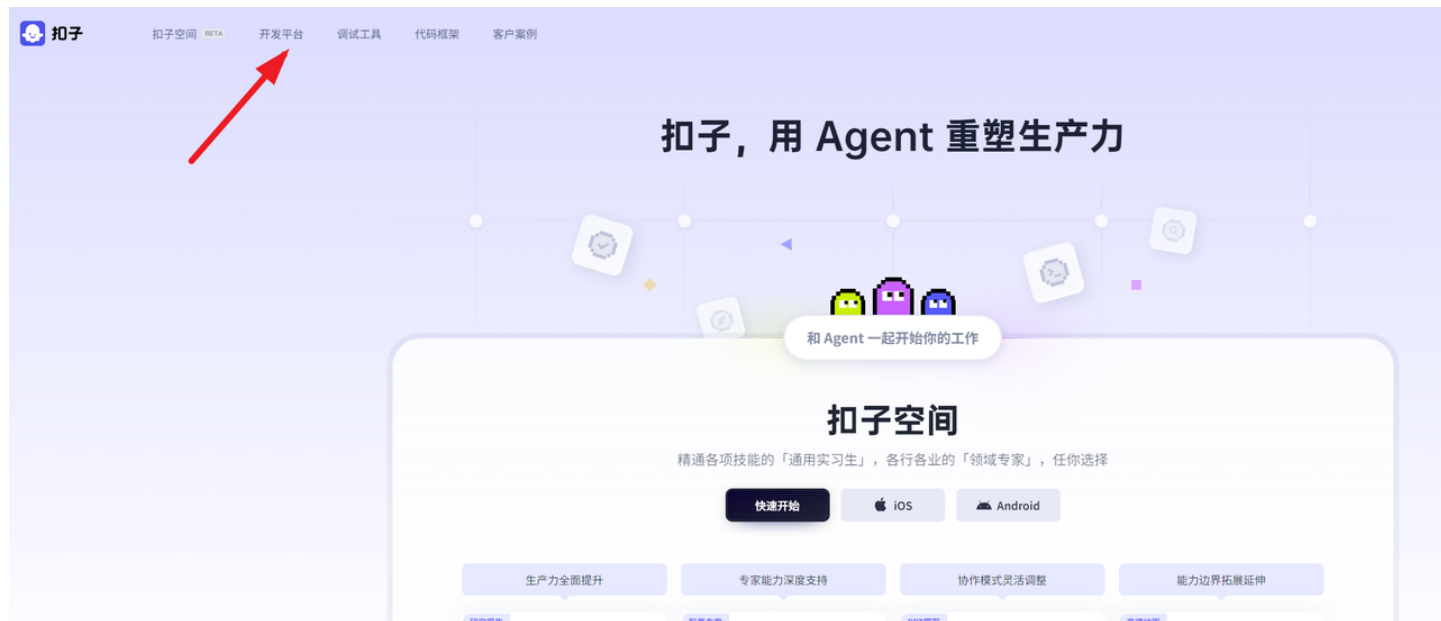 扣子
扣子空间 BETA 开发平台 调试工具 代码框架 客户案例
扣子，用 Agent 重塑生产力
和 Agent 一起开始你的工作
扣子空间
精通各项技能的「通用实习生」，各行各业的「领域专家」，任你选择
快速开始 iOS Android
生产力全面提升 专家能力深度支持 协作模式灵活调整 能力边界拓展延伸